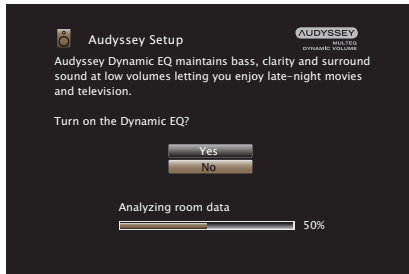 Audyssey Setup
AUDYSSEY
MULTEQ
DYNAMIC VOLUME
Audyssey Dynamic EQ maintains bass, clarity and surround
sound at low volumes letting you enjoy late-night movies
and television.
Turn on the Dynamic EQ?
Yes
No
Analyzing room data
50%